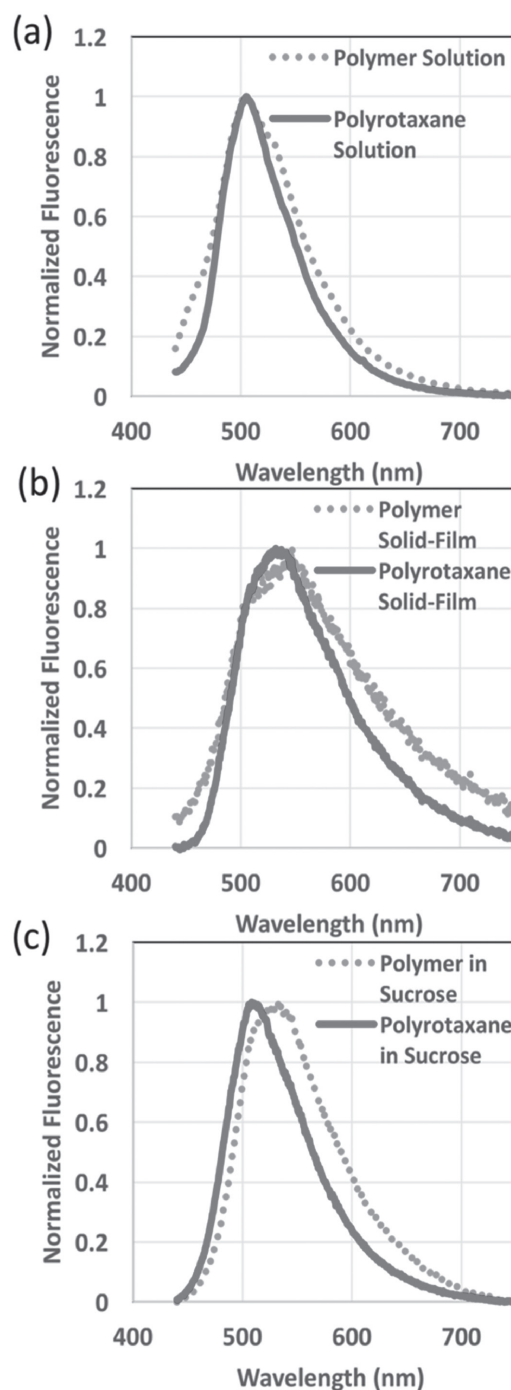 (a)
1.2
Polymer Solution
1
Polyrotaxane
Solution
0.8
0.6
0.4
0.2
0
Normalized Fluorescence
400 500 600 700
Wavelength (nm)
(b)
1.2
Polymer
Solid-Film
1
Polyrotaxane
Solid-Film
0.8
0.6
0.4
0.2
0
Normalized Fluorescence
400 500 600 700
Wavelength (nm)
(c)
1.2
Polymer in
Sucrose
1
Polyrotaxane
in Sucrose
0.8
0.6
0.4
0.2
0
Normalized Fluorescence
400 500 600 700
Wavelength (nm)